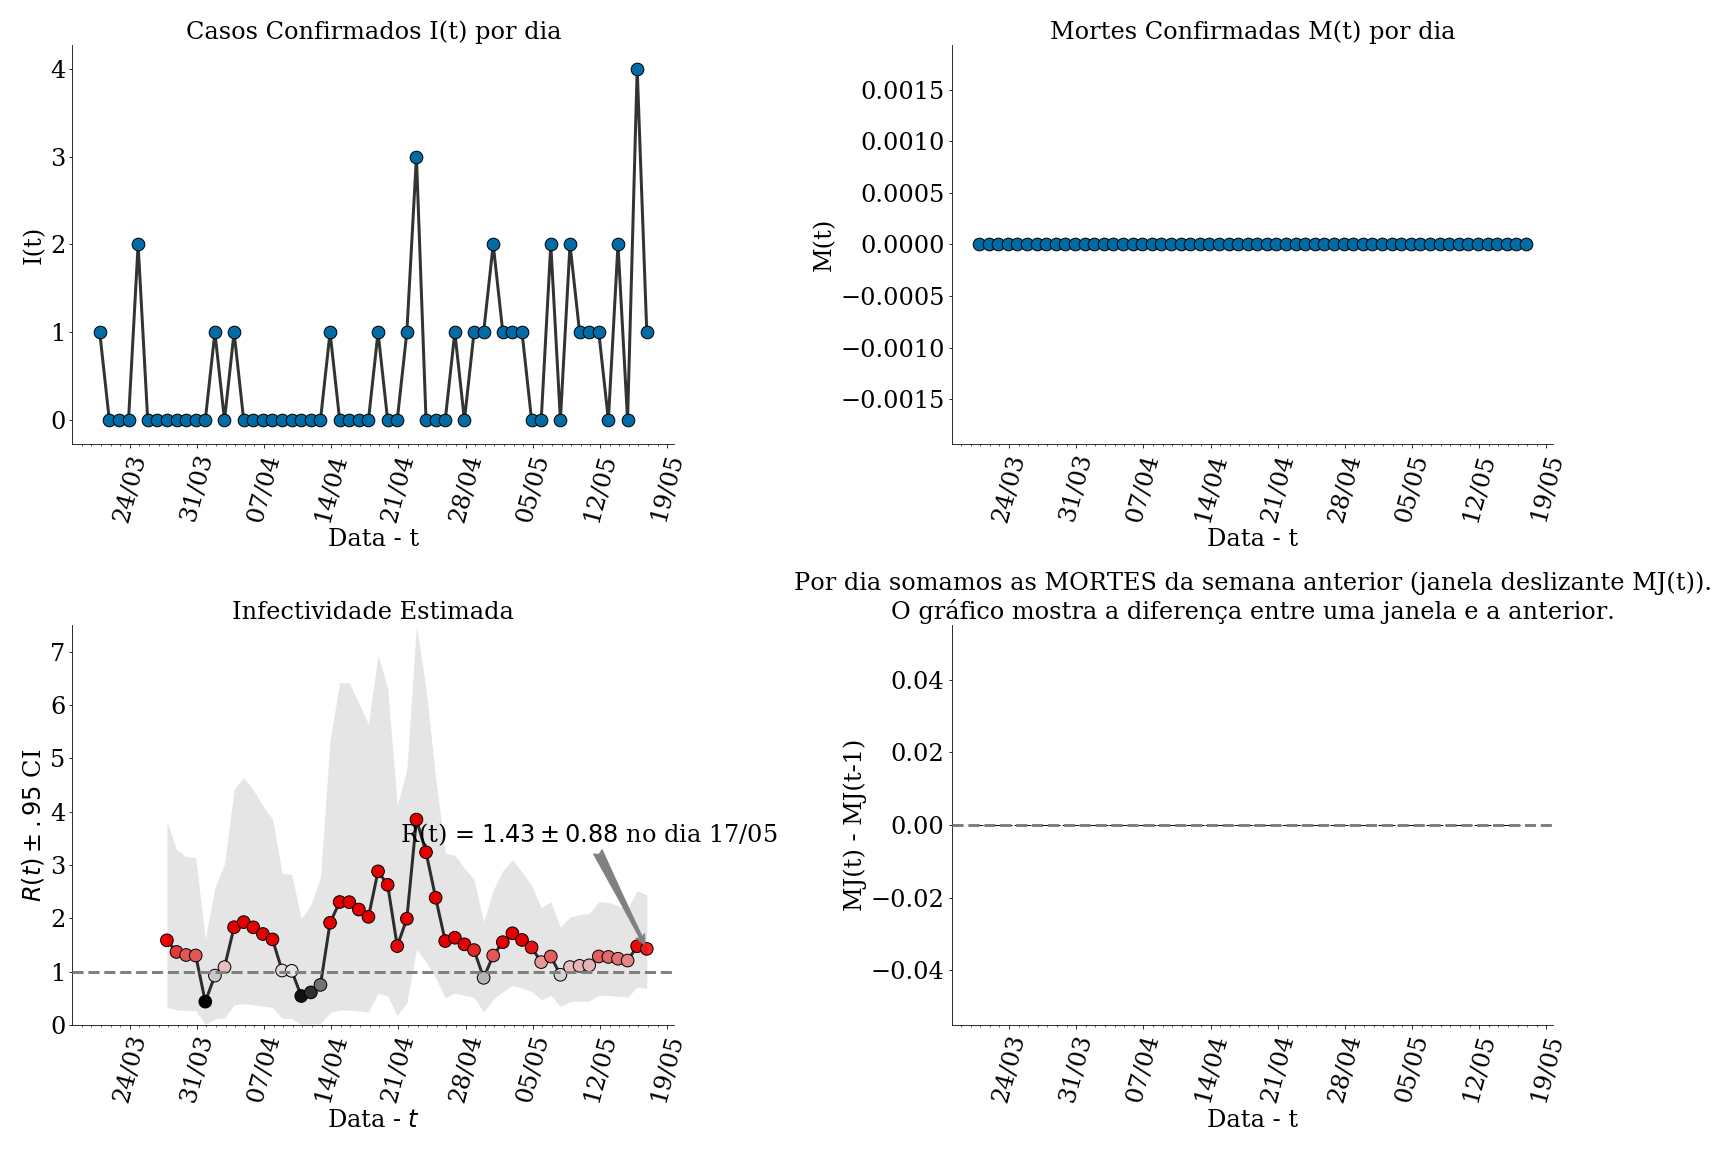 Casos Confirmados I(t) por dia
I(t)
4
3
2
1
0
24/03 31/03 07/04 14/04 21/04 28/04 05/05 12/05 19/05
Data - t
Mortes Confirmadas M(t) por dia
M(t)
0.0015
0.0010
0.0005
0.0000
−0.0005
−0.0010
−0.0015
24/03 31/03 07/04 14/04 21/04 28/04 05/05 12/05 19/05
Data - t
Infectividade Estimada
R(t) ± .95 CI
7
6
5
4
3
2
1
0
R(t) = 1.43 ± 0.88 no dia 17/05
24/03 31/03 07/04 14/04 21/04 28/04 05/05 12/05 19/05
Data - t
Por dia somamos as MORTES da semana anterior (janela deslizante MJ(t)).
O gráfico mostra a diferença entre uma janela e a anterior.
MJ(t) - MJ(t-1)
0.04
0.02
0.00
−0.02
−0.04
24/03 31/03 07/04 14/04 21/04 28/04 05/05 12/05 19/05
Data - t